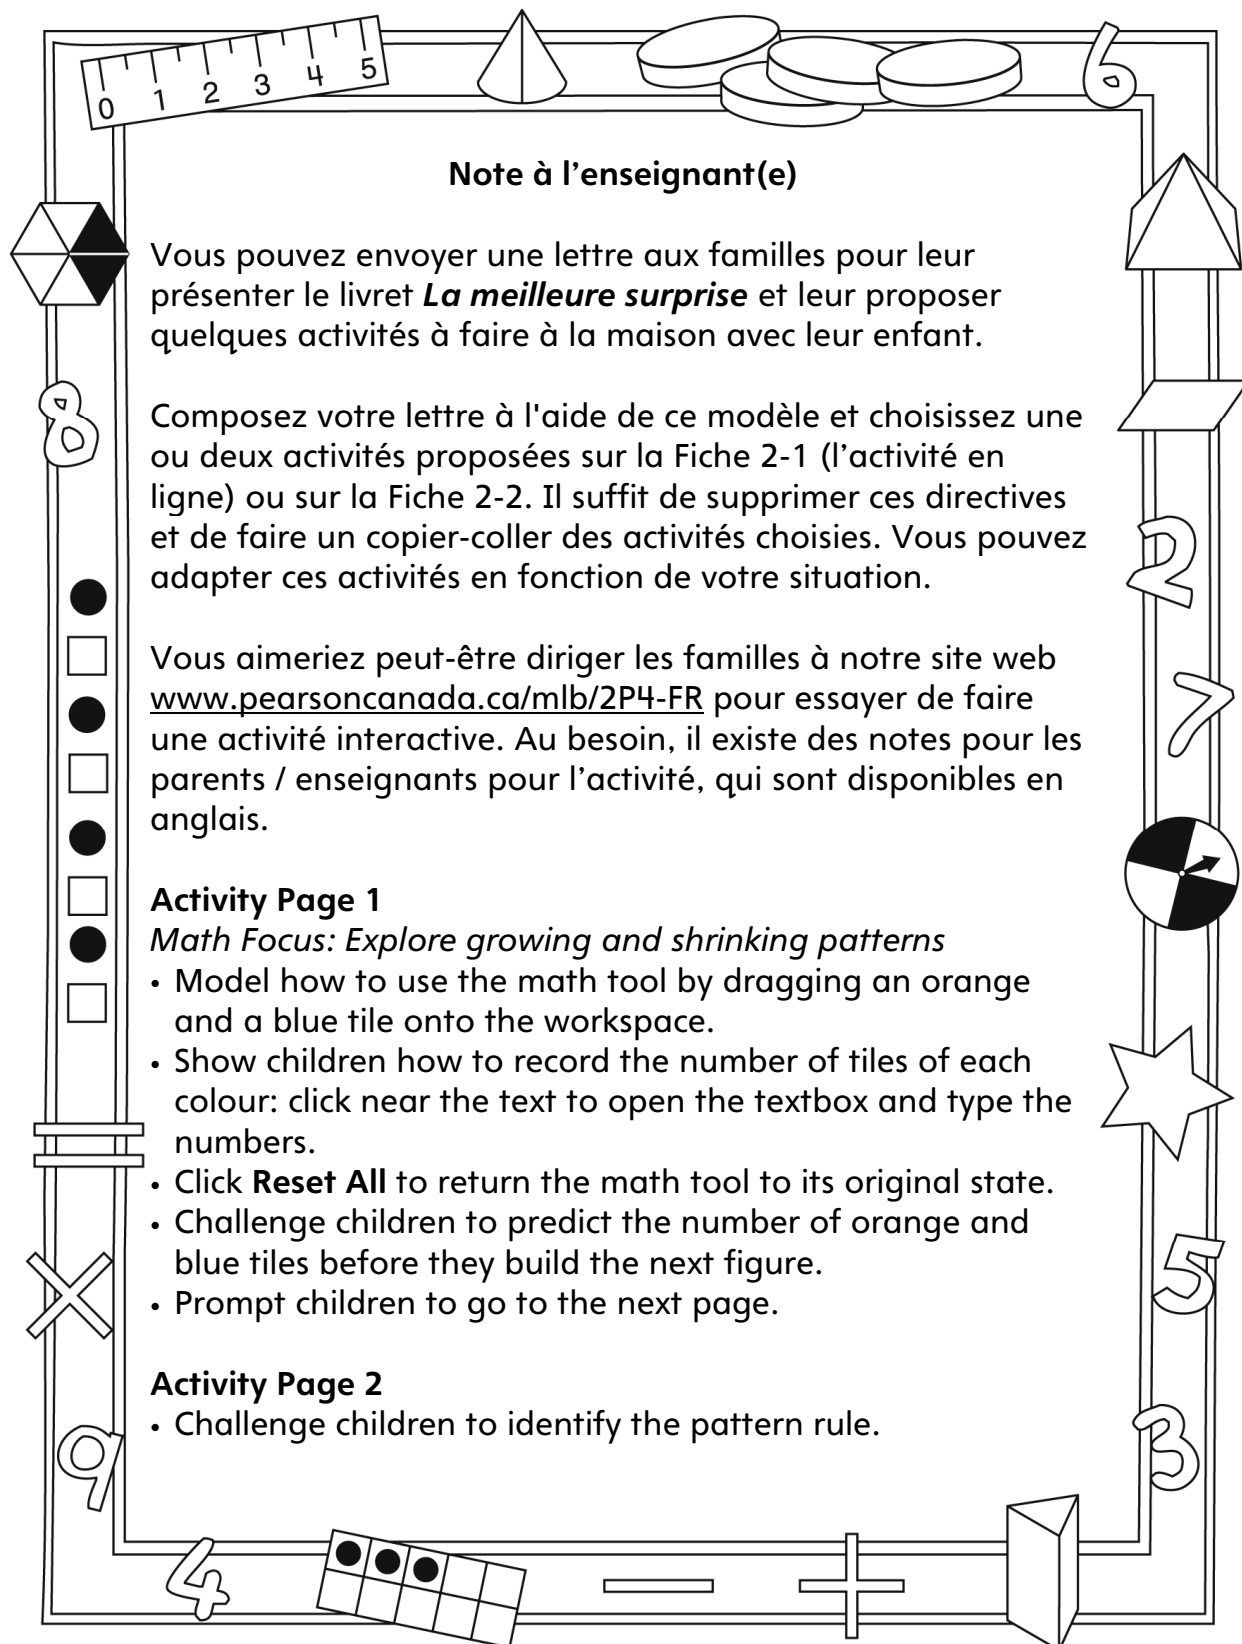 0 1 2 3 4 5
6
Note à l’enseignant(e)
Vous pouvez envoyer une lettre aux familles pour leur
présenter le livret La meilleure surprise et leur proposer
quelques activités à faire à la maison avec leur enfant.
8
Composez votre lettre à l'aide de ce modèle et choisissez une
ou deux activités proposées sur la Fiche 2-1 (l’activité en
ligne) ou sur la Fiche 2-2. Il suffit de supprimer ces directives
et de faire un copier-coller des activités choisies. Vous pouvez
adapter ces activités en fonction de votre situation.
2
Vous aimeriez peut-être diriger les familles à notre site web
www.pearsoncanada.ca/mlb/2P4-FR pour essayer de faire
une activité interactive. Au besoin, il existe des notes pour les
parents / enseignants pour l’activité, qui sont disponibles en
anglais.
7
Activity Page 1
Math Focus: Explore growing and shrinking patterns
• Model how to use the math tool by dragging an orange
and a blue tile onto the workspace.
• Show children how to record the number of tiles of each
colour: click near the text to open the textbox and type the
numbers.
• Click Reset All to return the math tool to its original state.
• Challenge children to predict the number of orange and
blue tiles before they build the next figure.
• Prompt children to go to the next page.
5
Activity Page 2
• Challenge children to identify the pattern rule.
9
3
4